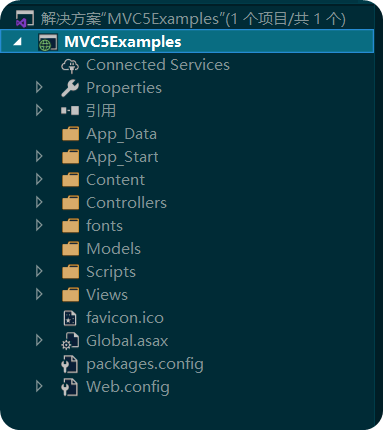 解决方案"MVC5Examples"(1 个项目/共 1 个)
MVC5Examples
Connected Services
Properties
引用
App_Data
App_Start
Content
Controllers
fonts
Models
Scripts
Views
favicon.ico
Global.asax
packages.config
Web.config